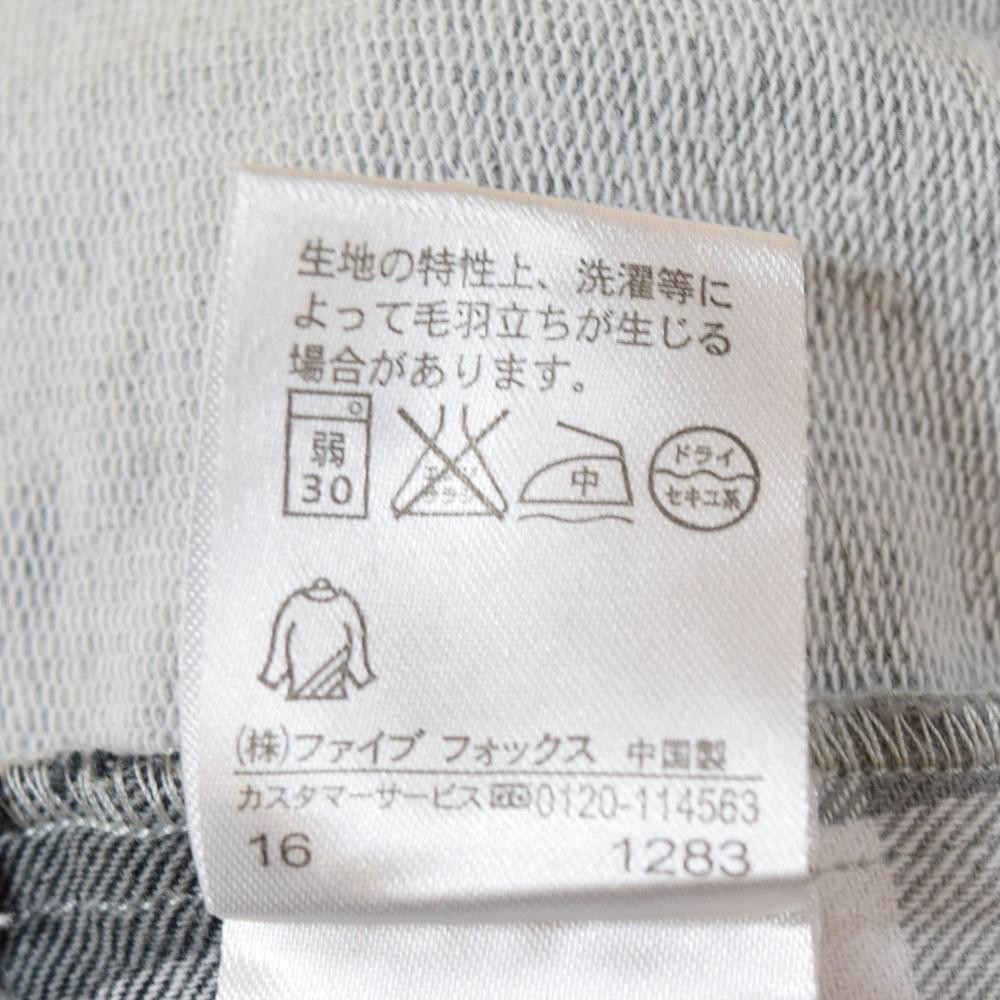 生地の特性上、洗濯等に
よって毛羽立ちが生じる
場合があります。
弱
30
中
ドライ
セキユ系
(株)ファイブ フォックス 中国製
カスタマーサービス 0120-114563
16 1283